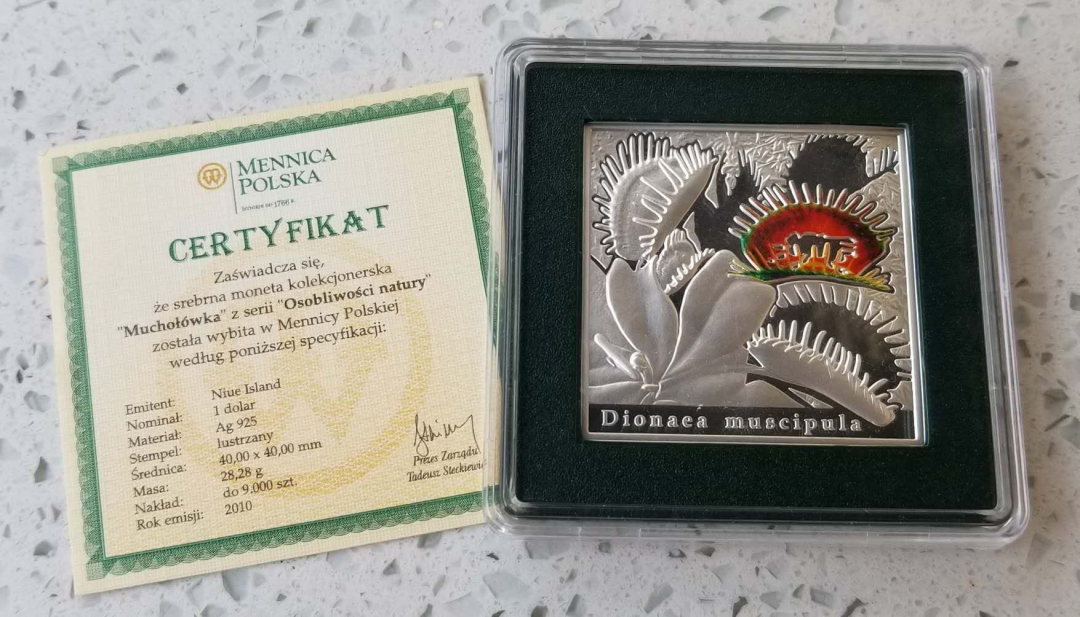 MENNICA
POLSKA
1766 r.
CERTYFIKAT
Zaświadcza się,
że srebrna moneta kolekcjonerska
"Muchołówka" z serii "Osobliwości natury"
została wybita w Mennicy Polskiej
według poniższej specyfikacji:
Emitent: Niue Island
Nominał: 1 dolar
Materiał: Ag 925
Stempel: lustrzany
Średnica: 40,00 x 40,00 mm
Masa: 28,28 g
Nakład: do 9.000 szt.
Rok emisji: 2010
Prezes Zarządu
Tadeusz Steckiewi
Dionaea muscipula